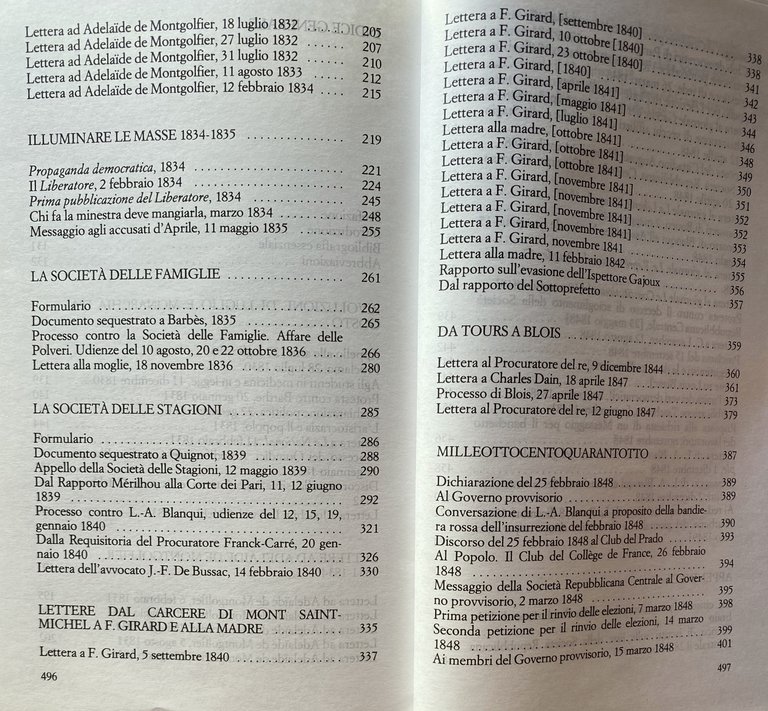 Lettera ad Adelaïde de Montgolfier, 18 luglio 1832 ..... 205
Lettera ad Adelaïde de Montgolfier, 27 luglio 1832 ..... 207
Lettera ad Adelaïde de Montgolfier, 31 luglio 1832 ..... 210
Lettera ad Adelaïde de Montgolfier, 11 agosto 1833 ..... 212
Lettera ad Adelaïde de Montgolfier, 12 febbraio 1834 .... 215
ILLUMINARE LE MASSE 1834-1835 ............. 219
Propaganda democratica, 1834 ..................... 221
Il Liberatore, 2 febbraio 1834 ..................... 224
Prima pubblicazione del Liberatore, 1834 ............. 245
Chi fa la minestra deve mangiarla, marzo 1834 ......... 248
Messaggio agli accusati d'Aprile, 11 maggio 1835 ....... 255
LA SOCIETÀ DELLE FAMIGLIE ................. 261
Formulario ..................... 262
Documento sequestrato a Barbès, 1835 ............... 265
Processo contro la Società delle Famiglie. Affare delle
Polveri. Udienze del 10 agosto, 20 e 22 ottobre 1836 .... 266
Lettera alla moglie, 18 novembre 1836 ............... 280
LA SOCIETÀ DELLE STAGIONI ................. 285
Formulario ..................... 286
Documento sequestrato a Quignot, 1839 ............. 288
Appello della Società delle Stagioni, 12 maggio 1839 .... 290
Dal Rapporto Mérilhou alla Corte dei Pari, 11, 12 giugno
1839 ..................... 292
Processo contro L.-A. Blanqui, udienze del 12, 15, 19,
gennaio 1840 ..................... 321
Dalla Requisitoria del Procuratore Franck-Carré, 20 gen-
naio 1840 ..................... 326
Lettera dell'avvocato J.-F. De Bussac, 14 febbraio 1840 ... 330
LETTERE DAL CARCERE DI MONT SAINT-
MICHEL A F. GIRARD E ALLA MADRE ......... 335
Lettera a F. Girard, 5 settembre 1840 ............... 337
496
Lettera a F. Girard, [settembre 1840] ............... 338
Lettera a F. Girard, 10 ottobre [1840] ............... 338
Lettera a F. Girard, 23 ottobre [1840] ............... 341
Lettera a F. Girard, [1840] ............... 342
Lettera a F. Girard, [aprile 1841] ............... 343
Lettera a F. Girard, [maggio 1841] ............... 344
Lettera a F. Girard, [luglio 1841] ............... 346
Lettera alla madre, [ottobre 1841] ............... 348
Lettera a F. Girard, [ottobre 1841] ............... 349
Lettera a F. Girard, [ottobre 1841] ............... 350
Lettera a F. Girard, [novembre 1841] ............... 351
Lettera a F. Girard, [novembre 1841] ............... 352
Lettera a F. Girard, [novembre 1841] ............... 352
Lettera a F. Girard, [novembre 1841] ............... 353
Lettera a F. Girard, novembre 1841 ............... 354
Lettera alla madre, 11 febbraio 1842 ............... 355
Rapporto sull'evasione dell'Ispettore Gajoux ............... 356
Dal rapporto del Sottoprefetto ............... 357
DA TOURS A BLOIS ............... 359
Lettera al Procuratore del re, 9 dicembre 1844 ......... 360
Lettera a Charles Dain, 18 aprile 1847 ............... 361
Processo di Blois, 27 aprile 1847 ............... 373
Lettera al Procuratore del re, 12 giugno 1847 ......... 379
MILLEOTTOCENTOQUARANTOTTO ............ 387
Dichiarazione del 25 febbraio 1848 ............... 389
Al Governo provvisorio ............... 389
Conversazione di L.-A. Blanqui a proposito della bandie-
ra rossa dell'insurrezione del febbraio 1848 ......... 390
Discorso del 25 febbraio 1848 al Club del Prado ....... 393
Al Popolo. Il Club del Collège de France, 26 febbraio
1848 ............... 394
Messaggio della Società Repubblicana Centrale al Gover-
no provvisorio, 2 marzo 1848 ............... 395
Prima petizione per il rinvio delle elezioni, 7 marzo 1848 ... 398
Seconda petizione per il rinvio delle elezioni, 14 marzo
1848 ............... 399
Ai membri del Governo provvisorio, 15 marzo 1848 .... 401
497